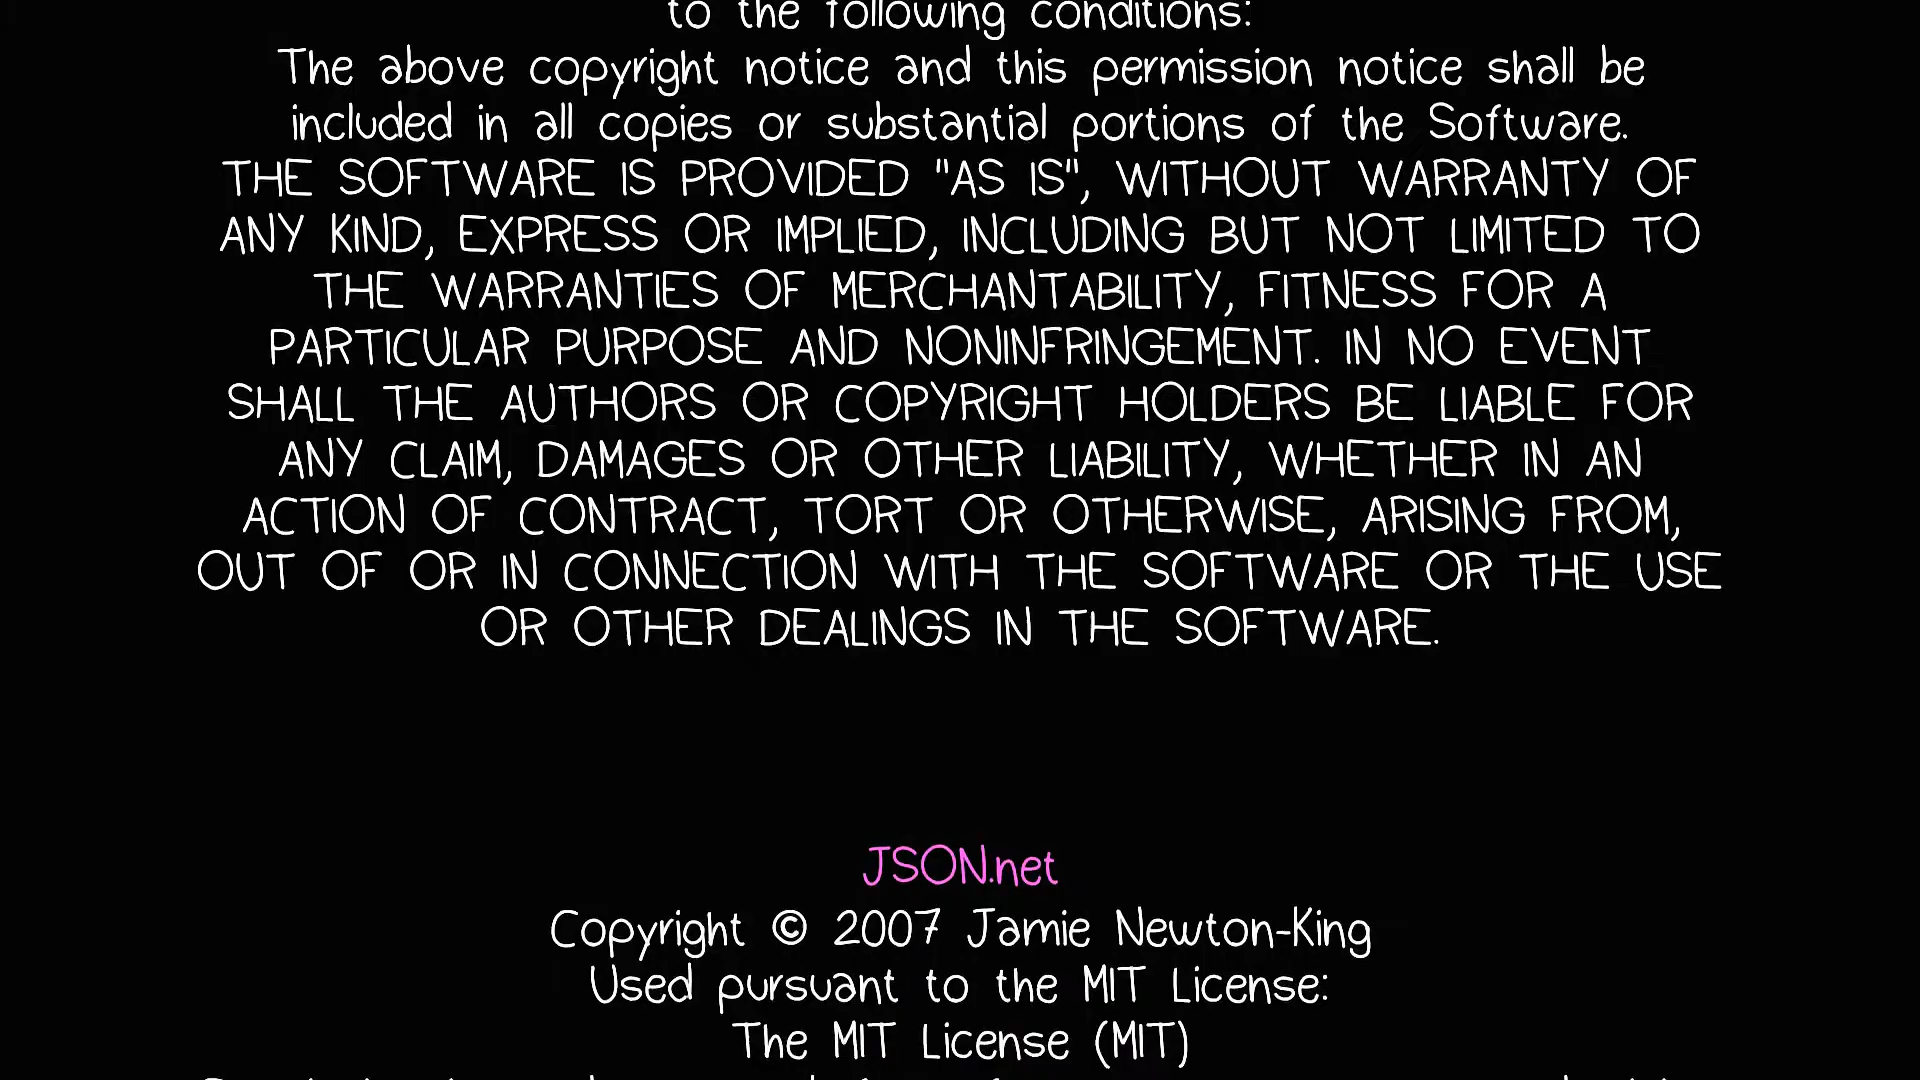 to the following conditions:
The above copyright notice and this permission notice shall be
included in all copies or substantial portions of the Software.
THE SOFTWARE IS PROVIDED "AS IS", WITHOUT WARRANTY OF
ANY KIND, EXPRESS OR IMPLIED, INCLUDING BUT NOT LIMITED TO
THE WARRANTIES OF MERCHANTABILITY, FITNESS FOR A
PARTICULAR PURPOSE AND NONINFRINGEMENT. IN NO EVENT
SHALL THE AUTHORS OR COPYRIGHT HOLDERS BE LIABLE FOR
ANY CLAIM, DAMAGES OR OTHER LIABILITY, WHETHER IN AN
ACTION OF CONTRACT, TORT OR OTHERWISE, ARISING FROM,
OUT OF OR IN CONNECTION WITH THE SOFTWARE OR THE USE
OR OTHER DEALINGS IN THE SOFTWARE.
JSON.net
Copyright © 2007 Jamie Newton-King
Used pursuant to the MIT License:
The MIT License (MIT)